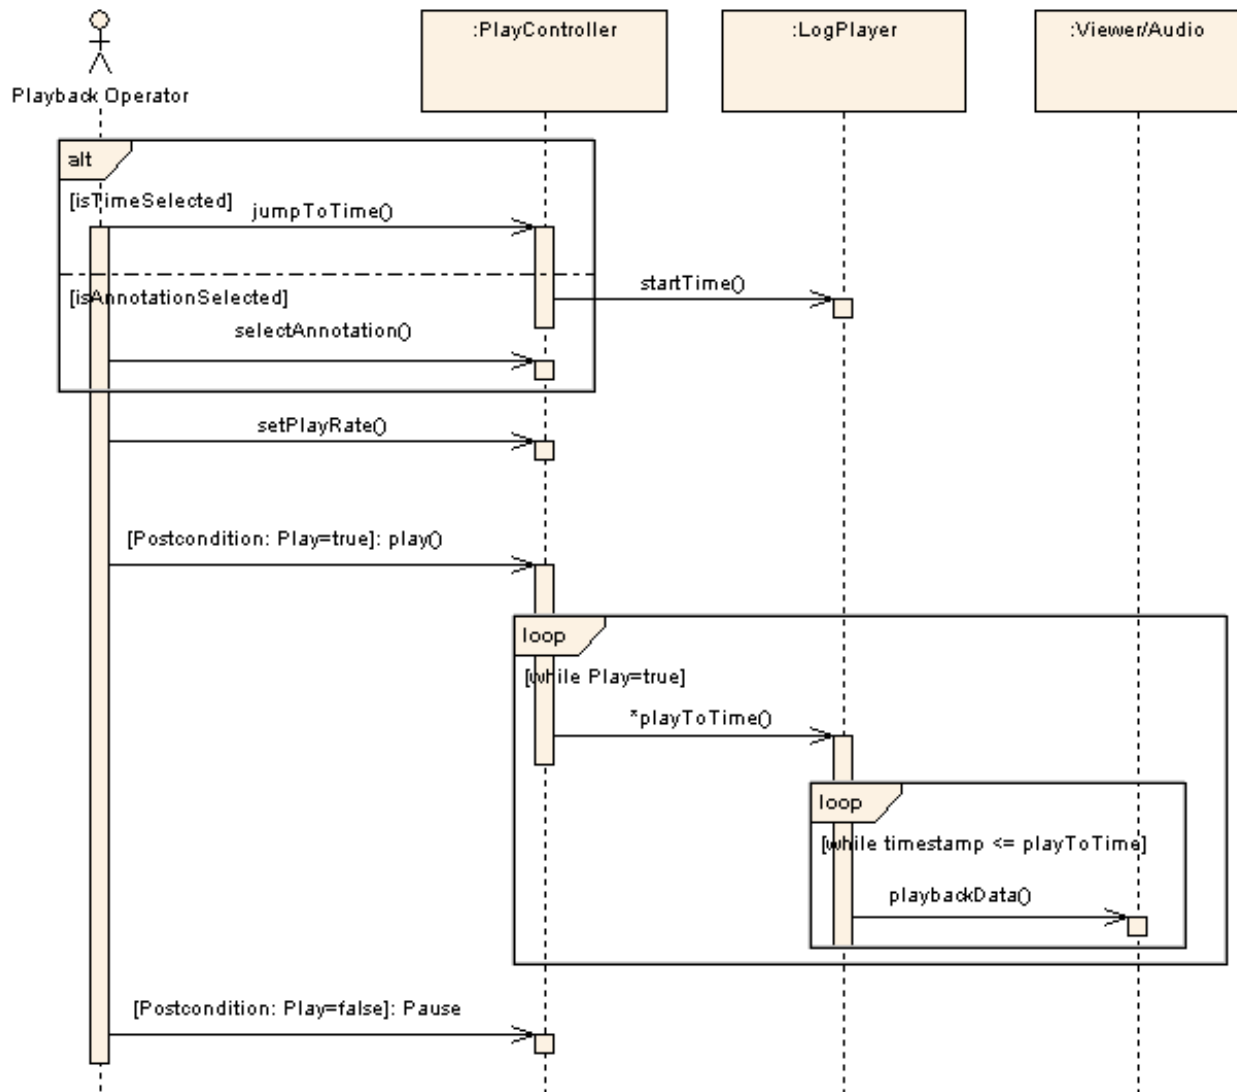 :PlayController
:LogPlayer
:Viewer/Audio
Playback Operator
alt
[isTimeSelected]
jumpToTime()
[isAnnotationSelected]
startTime()
selectAnnotation()
setPlayRate()
[Postcondition: Play=true]: play()
loop
[while Play=true]
*playToTime()
loop
[while timestamp <= playToTime]
playbackData()
[Postcondition: Play=false]: Pause